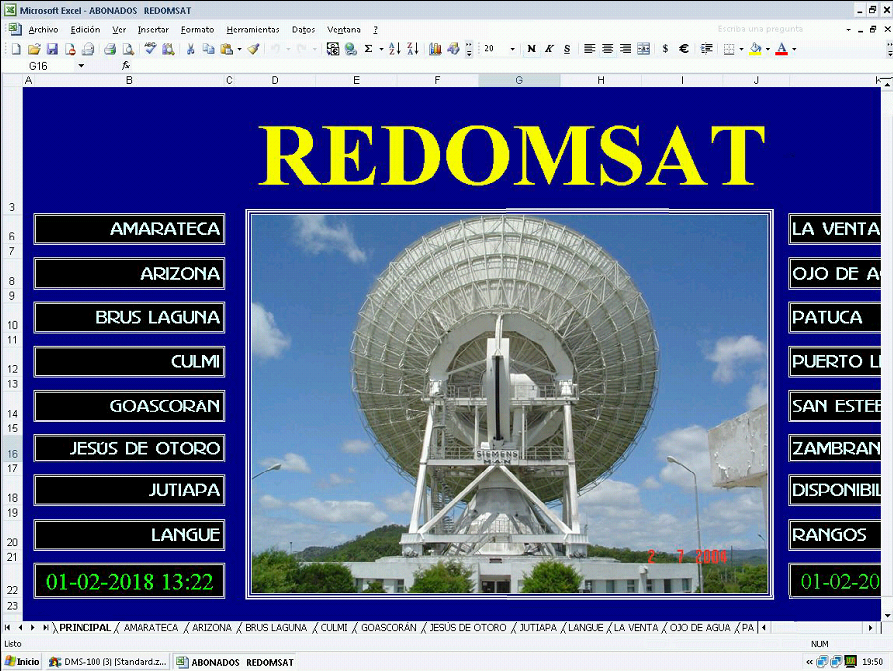 Microsoft Excel - ABONADOS   REDOMSAT
Archivo Edición Ver Insertar Formato Herramientas Datos Ventana ?
Escriba una pregunta
20 N K S $ €
G16 fx
A B C D E F G H I J K
3
REDOMSAT
6 AMARATECA LA VENTA
7
8 ARIZONA OJO DE A
9
10 BRUS LAGUNA PATUCA
11
12 CULMI PUERTO
13
14 GOASCORÁN SAN ESTE
15
16 JESÚS DE OTORO ZAMBRAN
17
SIEMENS
M·A·N
18 JUTIAPA DISPONIBIL
19
20 LANGUE RANGOS
21
2 7 2004
22 01-02-2018 13:22 01-02-20
23
PRINCIPAL / AMARATECA / ARIZONA / BRUS LAGUNA / CULMI / GOASCORÁN / JESÚS DE OTORO / JUTIAPA / LANGUE / LA VENTA / OJO DE AGUA / PA
Listo NUM
Inicio DMS-100 (3) [Standard.z... ABONADOS   REDOMSAT « 19:50